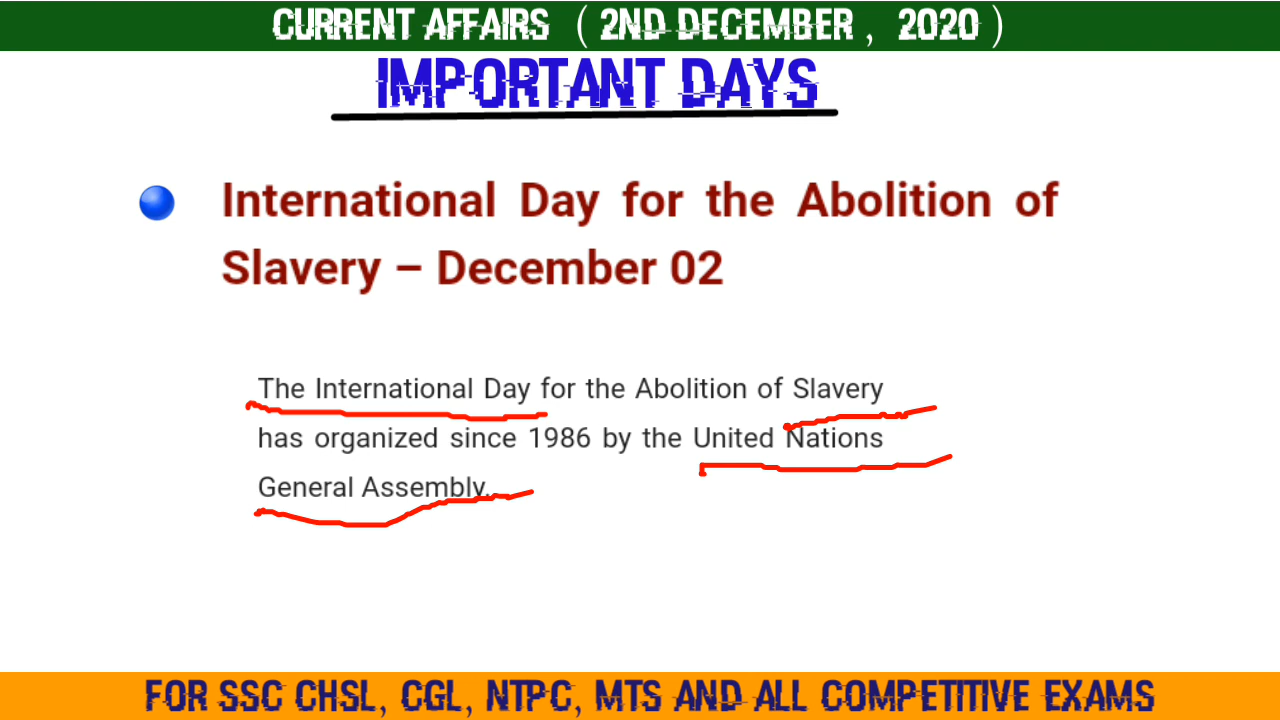 CURRENT AFFAIRS ( 2ND DECEMBER , 2020 )
IMPORTANT DAYS
International Day for the Abolition of
Slavery – December 02
The International Day for the Abolition of Slavery
has organized since 1986 by the United Nations
General Assembly.
FOR SSC CHSL, CGL, NTPC, MTS AND ALL COMPETITIVE EXAMS